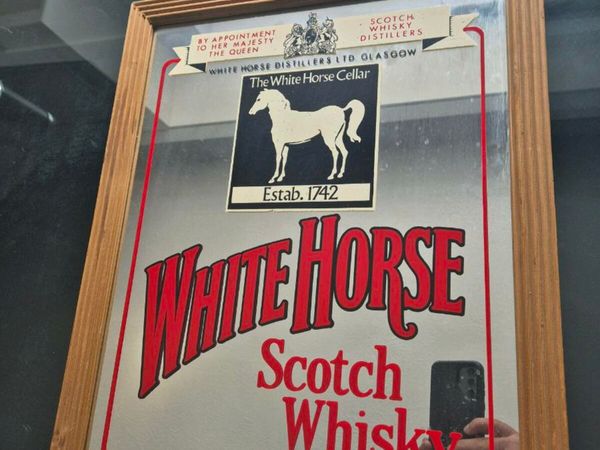 BY APPOINTMENT
TO HER MAJESTY
THE QUEEN
SCOTCH
WHISKY
DISTILLERS
WHITE HORSE DISTILLERS LTD GLASGOW
The White Horse Cellar
Estab. 1742
WHITE HORSE
Scotch
Whisky